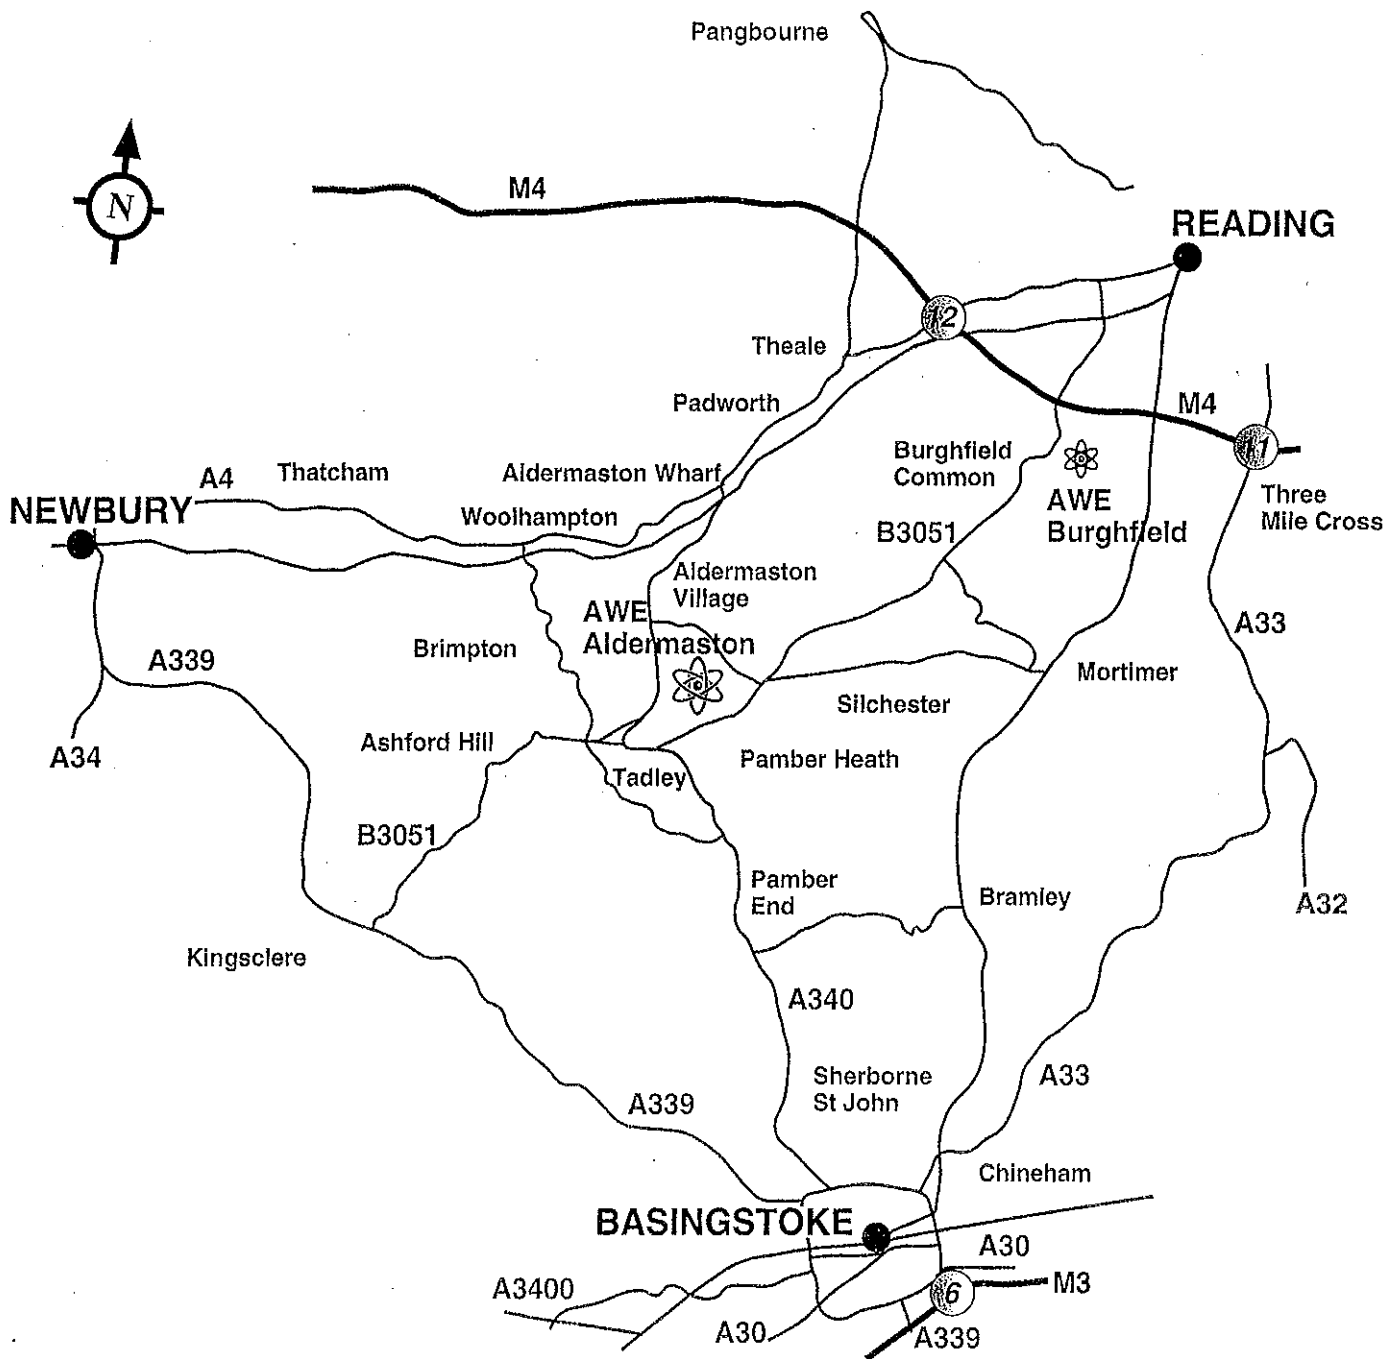 Pangbourne
M4
N
READING
12
Theale
Padworth
M4
11
Burghfield
Common
A4
Thatcham
Aldermaston Wharf
NEWBURY
Woolhampton
AWE
Burghfield
Three
Mile Cross
B3051
Aldermaston
Village
AWE
Aldermaston
A33
Brimpton
A339
Mortimer
Silchester
A34
Ashford Hill
Pamber Heath
Tadley
B3051
Pamber
End
Bramley
A32
Kingsclere
A340
Sherborne
St John
A33
A339
Chineham
BASINGSTOKE
A30
A3400
6
M3
A30
A339